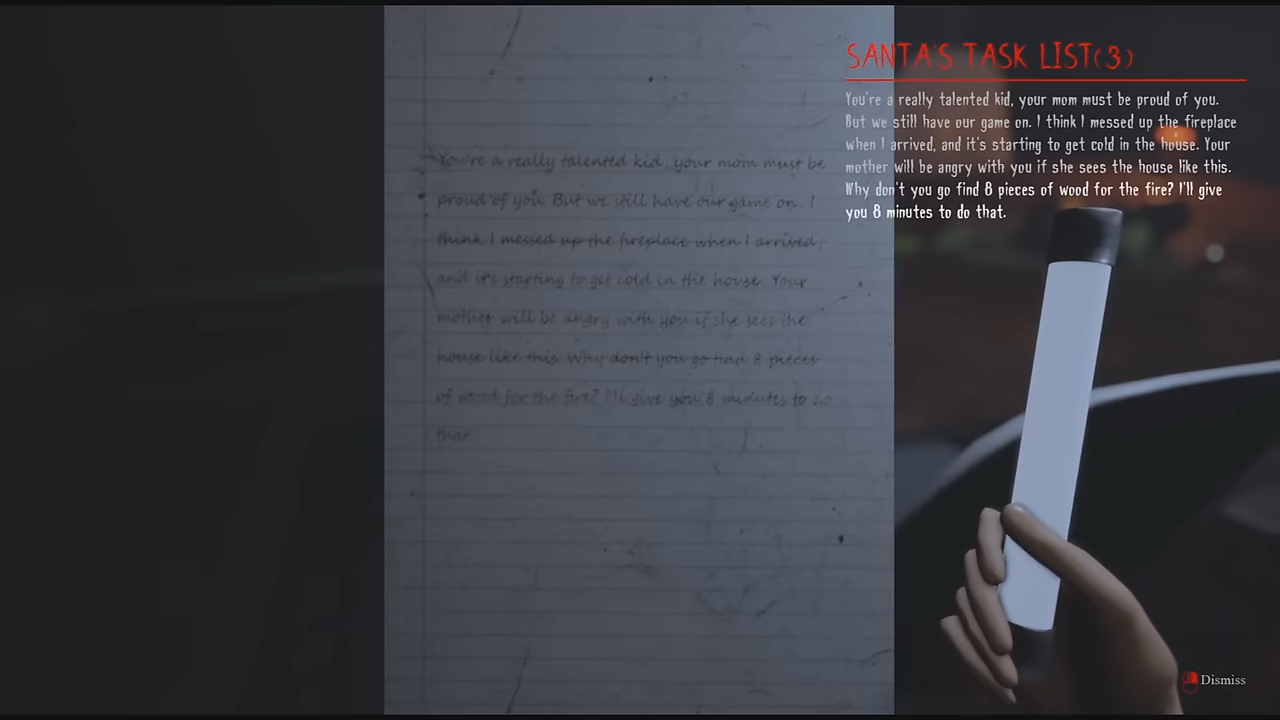 You're a really talented kid, your mom must be
proud of you. But we still have our game on. I
think I messed up the fireplace when I arrived,
and it's starting to get cold in the house. Your
mother will be angry with you if she sees the
house like this. Why don't you go find 8 pieces
of wood for the fire? I'll give you 8 minutes to do
that.
SANTA'S TASK LIST(3)
You're a really talented kid, your mom must be proud of you.
But we still have our game on. I think I messed up the fireplace
when I arrived, and it's starting to get cold in the house. Your
mother will be angry with you if she sees the house like this.
Why don't you go find 8 pieces of wood for the fire? I'll give
you 8 minutes to do that.
Dismiss